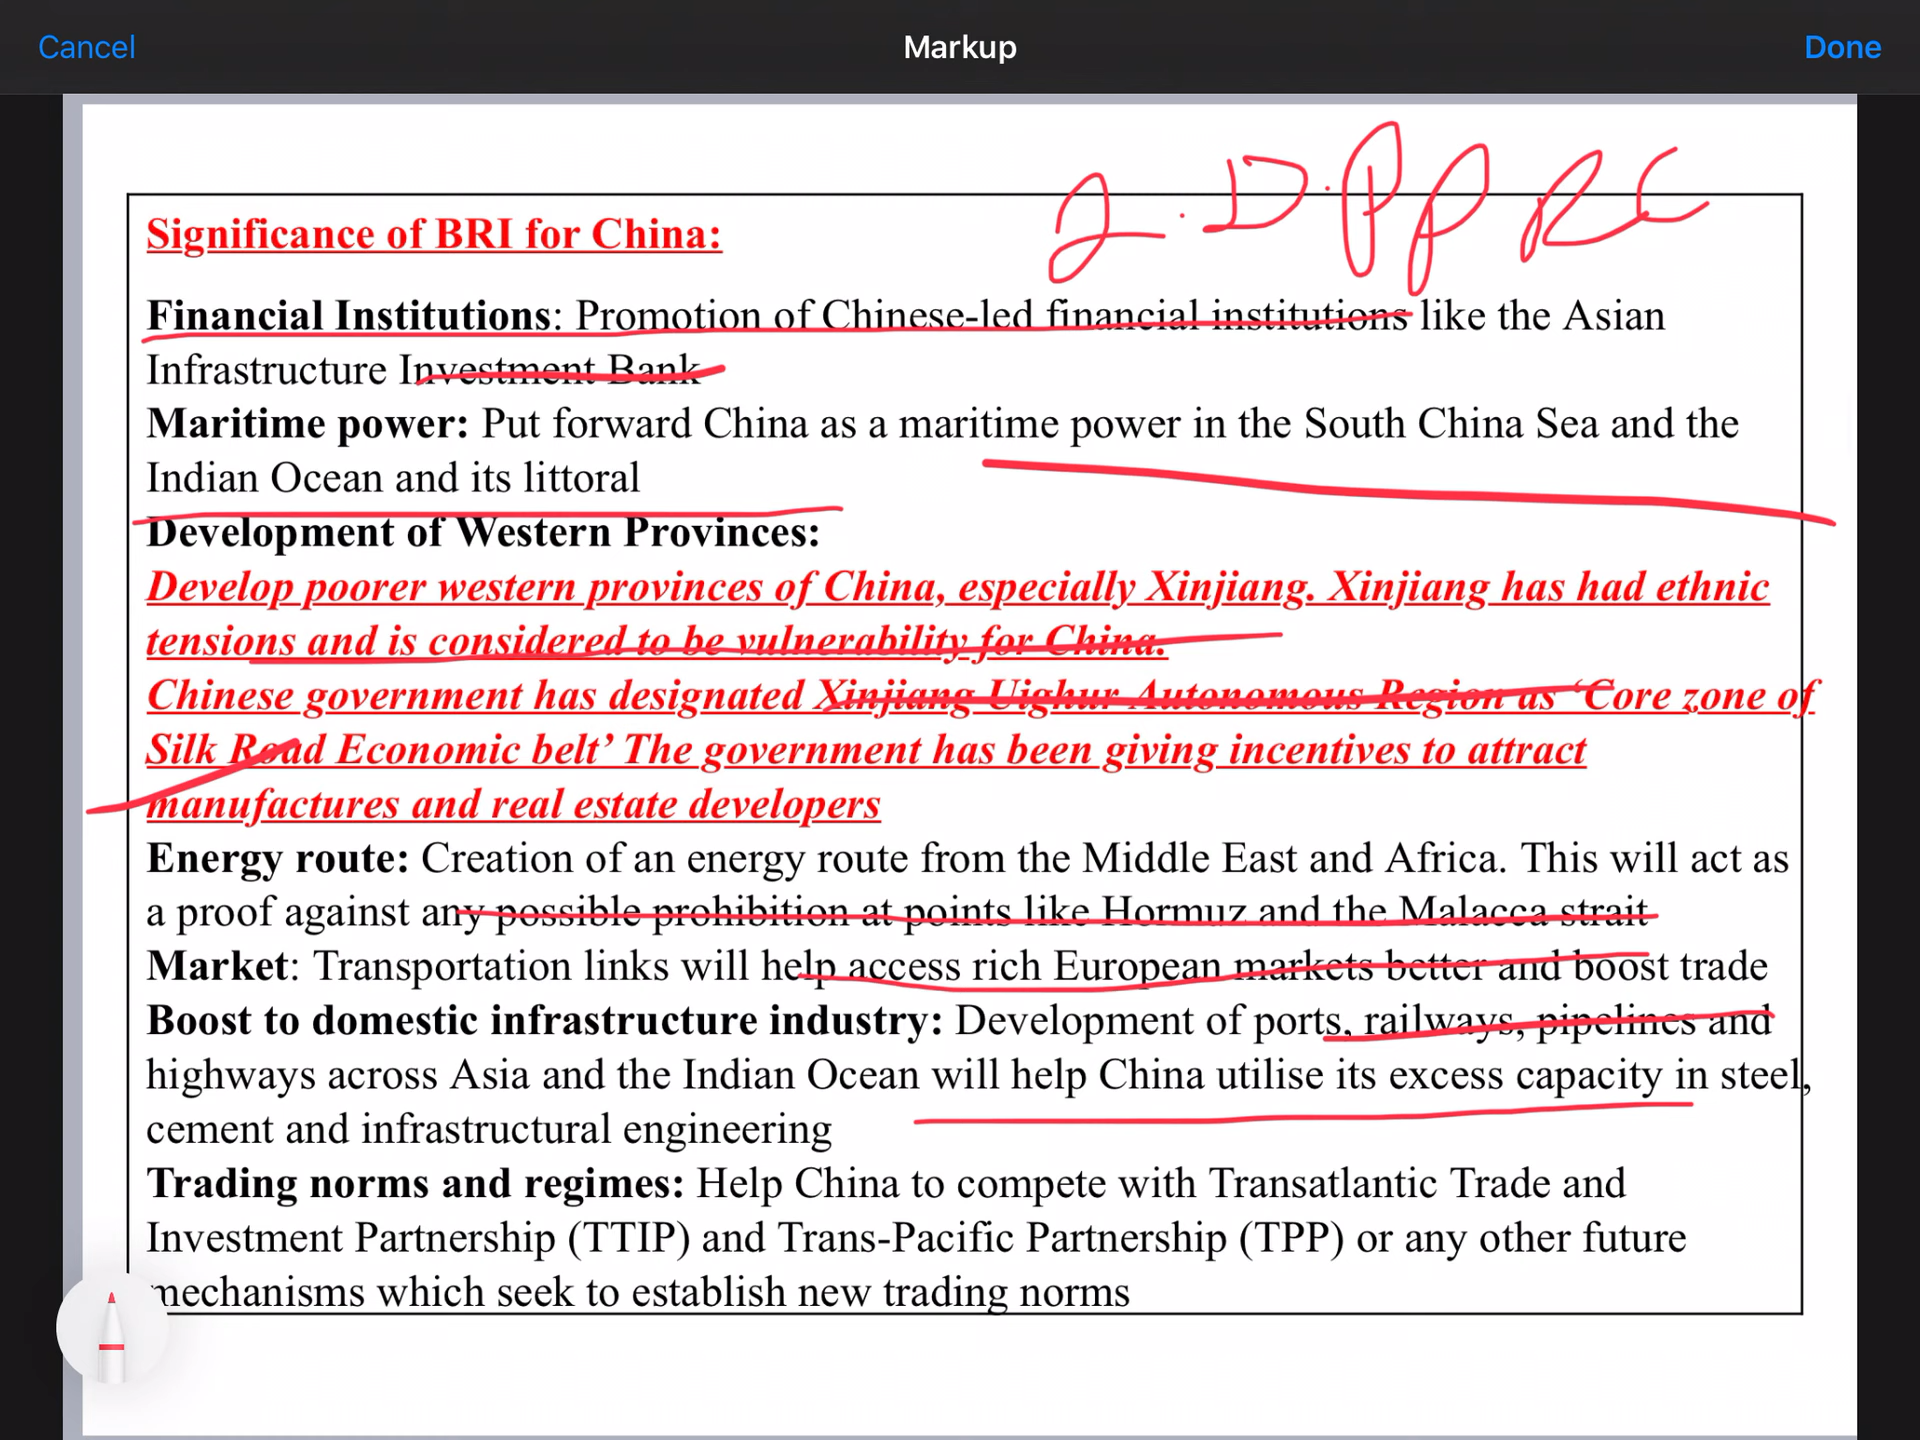 Cancel
Markup
Done
Significance of BRI for China:
Financial Institutions: Promotion of Chinese-led financial institutions like the Asian
Infrastructure Investment Bank
Maritime power: Put forward China as a maritime power in the South China Sea and the
Indian Ocean and its littoral
Development of Western Provinces:
Develop poorer western provinces of China, especially Xinjiang. Xinjiang has had ethnic
tensions and is considered to be vulnerability for China.
Chinese government has designated Xinjiang Uighur Autonomous Region as ‘Core zone of
Silk Road Economic belt’ The government has been giving incentives to attract
manufactures and real estate developers
Energy route: Creation of an energy route from the Middle East and Africa. This will act as
a proof against any possible prohibition at points like Hormuz and the Malacca strait
Market: Transportation links will help access rich European markets better and boost trade
Boost to domestic infrastructure industry: Development of ports, railways, pipelines and
highways across Asia and the Indian Ocean will help China utilise its excess capacity in steel,
cement and infrastructural engineering
Trading norms and regimes: Help China to compete with Transatlantic Trade and
Investment Partnership (TTIP) and Trans-Pacific Partnership (TPP) or any other future
mechanisms which seek to establish new trading norms